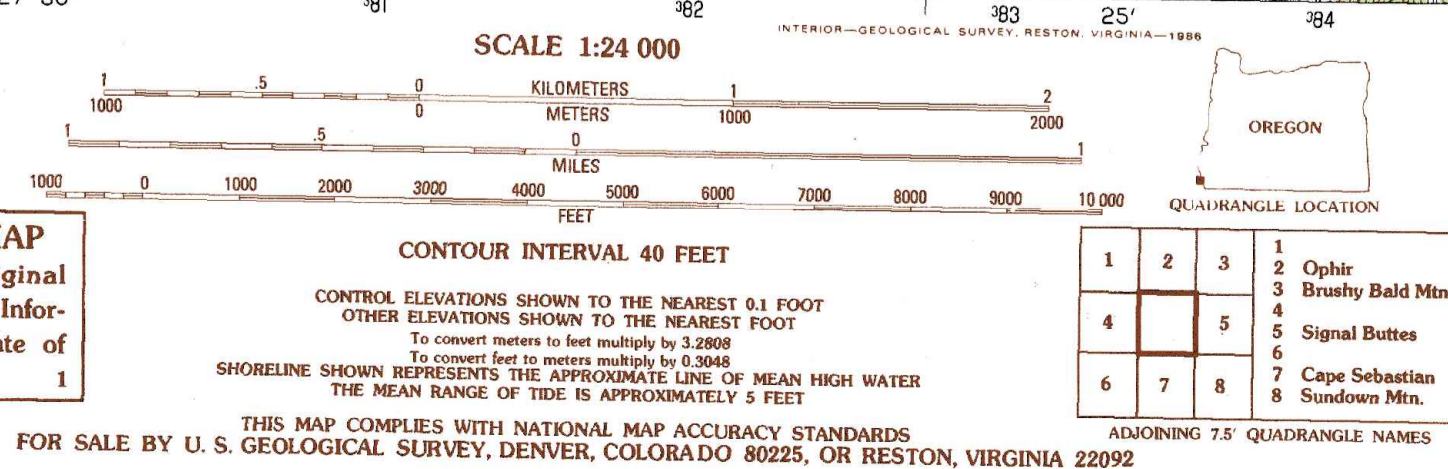 ³81 ³82 ³83 25′ ³84
INTERIOR—GEOLOGICAL SURVEY, RESTON, VIRGINIA—1986
SCALE 1:24 000
1 .5 0 KILOMETERS 1 2
1000 0 METERS 1000 2000
1 .5 0 1
MILES
1000 0 1000 2000 3000 4000 5000 6000 7000 8000 9000 10 000
FEET
OREGON
QUADRANGLE LOCATION
AP
ginal
Infor-
te of
1
CONTOUR INTERVAL 40 FEET
CONTROL ELEVATIONS SHOWN TO THE NEAREST 0.1 FOOT
OTHER ELEVATIONS SHOWN TO THE NEAREST FOOT
To convert meters to feet multiply by 3.2808
To convert feet to meters multiply by 0.3048
SHORELINE SHOWN REPRESENTS THE APPROXIMATE LINE OF MEAN HIGH WATER
THE MEAN RANGE OF TIDE IS APPROXIMATELY 5 FEET
THIS MAP COMPLIES WITH NATIONAL MAP ACCURACY STANDARDS
FOR SALE BY U. S. GEOLOGICAL SURVEY, DENVER, COLORADO 80225, OR RESTON, VIRGINIA 22092
1 2 3
4 5
6 7 8
1
2 Ophir
3 Brushy Bald Mtn
4
5 Signal Buttes
6
7 Cape Sebastian
8 Sundown Mtn.
ADJOINING 7.5′ QUADRANGLE NAMES